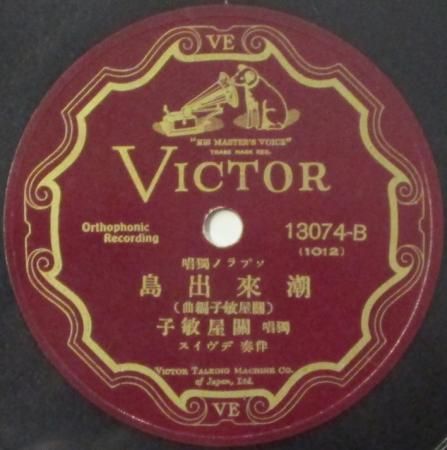 VE
"HIS MASTER'S VOICE"
TRADE MARK REG.
VICTOR
Orthophonic
Recording
13074-B
(1012)
ソプラノ獨唱
潮來出島
(關屋敏子編曲)
獨唱 關屋敏子
伴奏 デヴイス
VICTOR TALKING MACHINE CO.
of Japan, Ltd.
VE